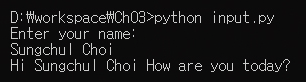 D:₩workspace₩Ch03>python input.py
Enter your name:
Sungchul Choi
Hi Sungchul Choi How are you today?